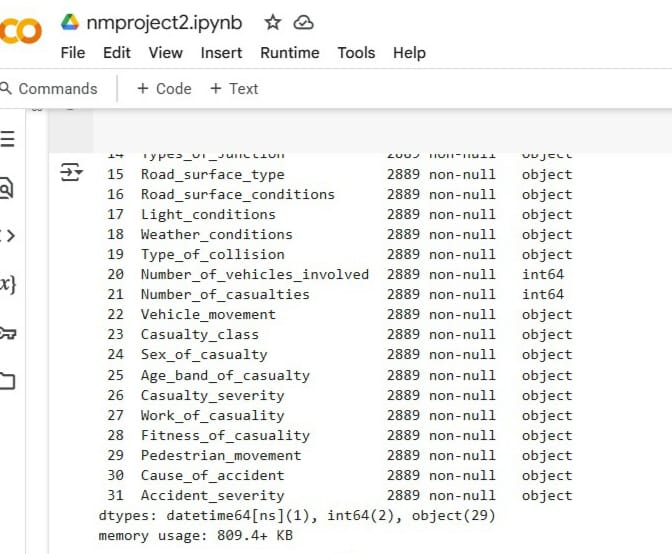 nmproject2.ipynb
File Edit View Insert Runtime Tools Help
Commands + Code + Text
14 Types_of_Junction 2889 non-null object
15 Road_surface_type 2889 non-null object
16 Road_surface_conditions 2889 non-null object
17 Light_conditions 2889 non-null object
18 Weather_conditions 2889 non-null object
19 Type_of_collision 2889 non-null object
20 Number_of_vehicles_involved 2889 non-null int64
21 Number_of_casualties 2889 non-null int64
22 Vehicle_movement 2889 non-null object
23 Casualty_class 2889 non-null object
24 Sex_of_casualty 2889 non-null object
25 Age_band_of_casualty 2889 non-null object
26 Casualty_severity 2889 non-null object
27 Work_of_casuality 2889 non-null object
28 Fitness_of_casuality 2889 non-null object
29 Pedestrian_movement 2889 non-null object
30 Cause_of_accident 2889 non-null object
31 Accident_severity 2889 non-null object
dtypes: datetime64[ns](1), int64(2), object(29)
memory usage: 809.4+ KB